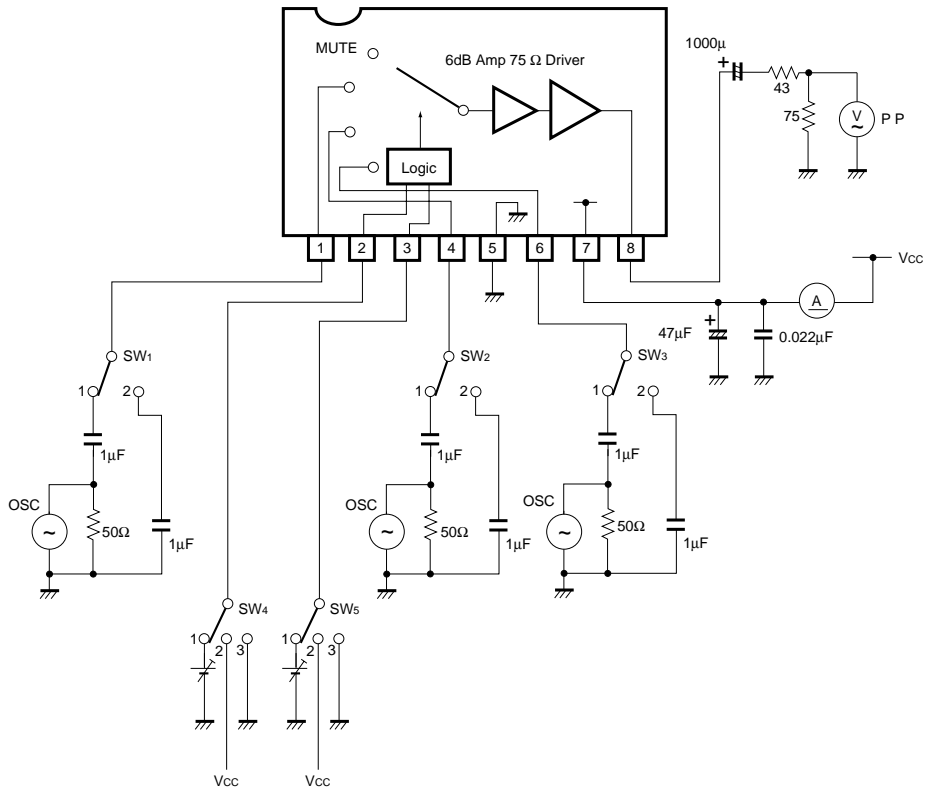 MUTE
6dB Amp 75 Ω Driver
Logic
1 2 3 4 5 6 7 8
1000μ
+
43
75
V
~
P P
VCC
A
47μF
+
0.022μF
SW1
1
2
1μF
OSC
~
50Ω
1μF
SW2
1
2
1μF
OSC
~
50Ω
1μF
SW3
1
2
1μF
OSC
~
50Ω
1μF
SW4
1
2
3
VCC
SW5
1
2
3
VCC